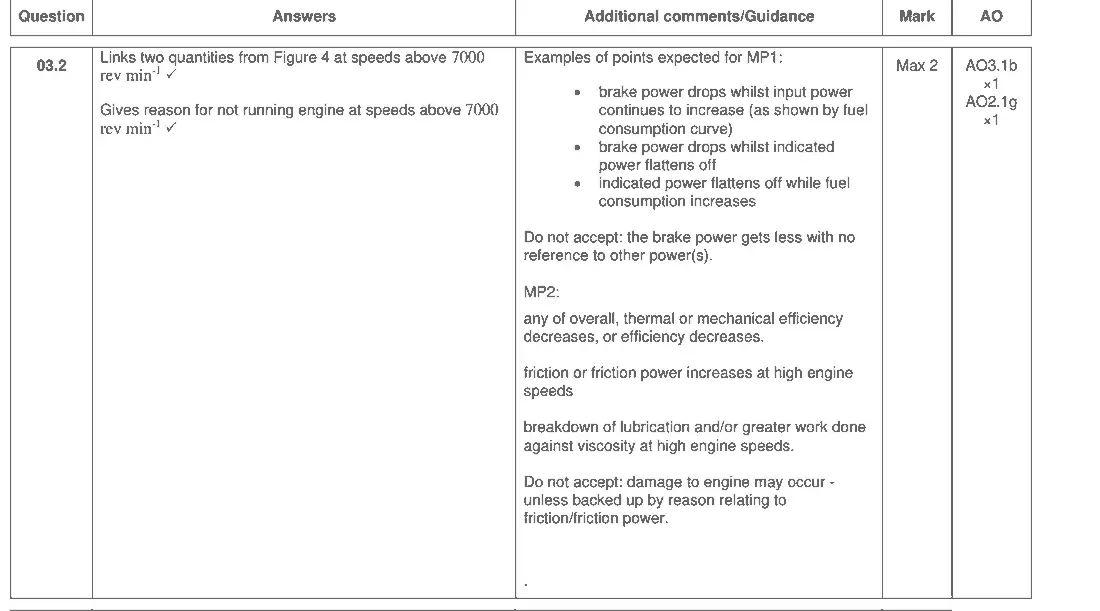 Question Answers Additional comments/Guidance Mark AO
03.2
Links two quantities from Figure 4 at speeds above 7000
rev min⁻¹ ✓
Gives reason for not running engine at speeds above 7000
rev min⁻¹ ✓
Examples of points expected for MP1:
• brake power drops whilst input power
continues to increase (as shown by fuel
consumption curve)
• brake power drops whilst indicated
power flattens off
• indicated power flattens off while fuel
consumption increases
Do not accept: the brake power gets less with no
reference to other power(s).
MP2:
any of overall, thermal or mechanical efficiency
decreases, or efficiency decreases.
friction or friction power increases at high engine
speeds
breakdown of lubrication and/or greater work done
against viscosity at high engine speeds.
Do not accept: damage to engine may occur -
unless backed up by reason relating to
friction/friction power.
.
Max 2
AO3.1b
×1
AO2.1g
×1